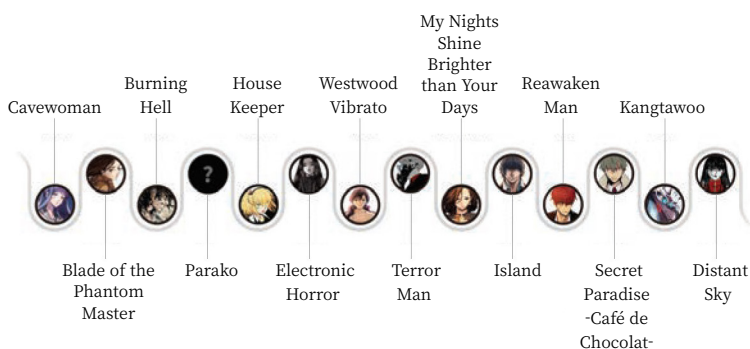 Cavewoman
Burning
Hell
House
Keeper
Westwood
Vibrato
My Nights
Shine
Brighter
than Your
Days
Reawaken
Man
Kangtawoo
?
Blade of the
Phantom
Master
Parako
Electronic
Horror
Terror
Man
Island
Secret
Paradise
-Café de
Chocolat-
Distant
Sky